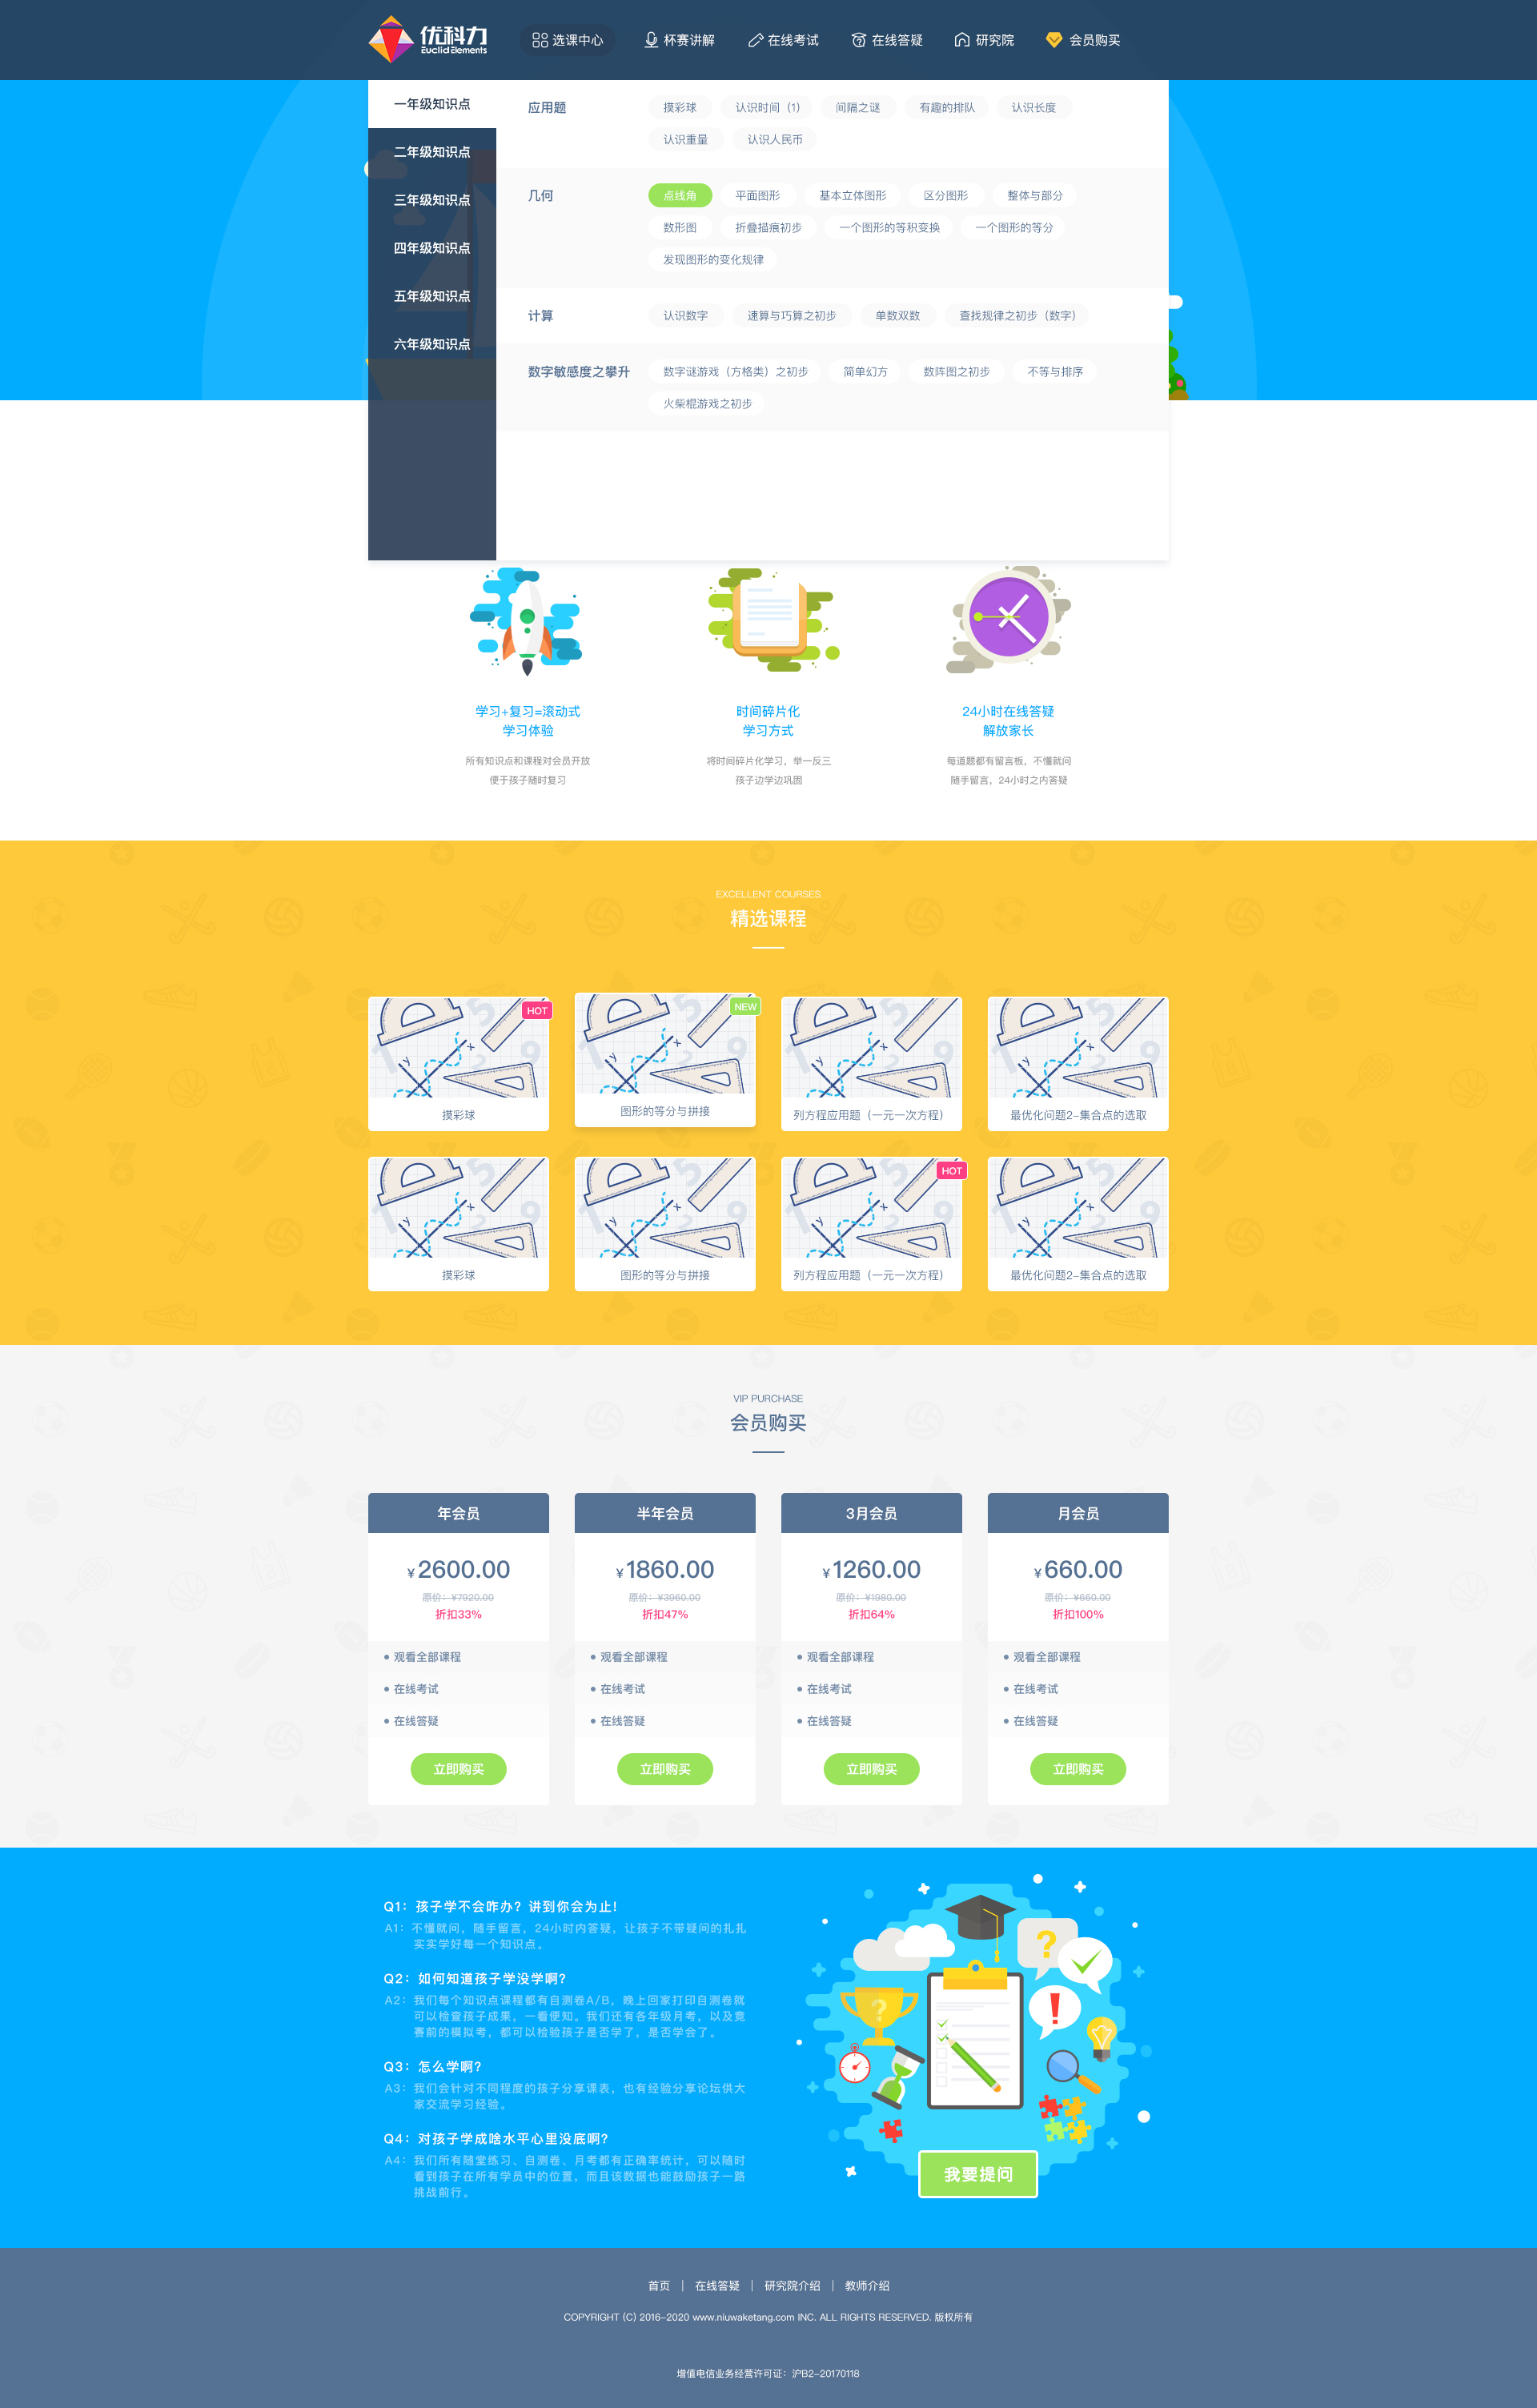 优科力
Euclid Elements
选课中心
杯赛讲解
在线考试
在线答疑
研究院
会员购买
一年级知识点
二年级知识点
三年级知识点
四年级知识点
五年级知识点
六年级知识点
应用题
摸彩球 认识时间（1） 间隔之谜 有趣的排队 认识长度
认识重量 认识人民币
几何
点线角 平面图形 基本立体图形 区分图形 整体与部分
数形图 折叠描痕初步 一个图形的等积变换 一个图形的等分
发现图形的变化规律
计算
认识数字 速算与巧算之初步 单数双数 查找规律之初步（数字）
数字敏感度之攀升
数字谜游戏（方格类）之初步 简单幻方 数阵图之初步 不等与排序
火柴棍游戏之初步
学习+复习=滚动式
学习体验
所有知识点和课程对会员开放
便于孩子随时复习
时间碎片化
学习方式
将时间碎片化学习，举一反三
孩子边学边巩固
24小时在线答疑
解放家长
每道题都有留言板，不懂就问
随手留言，24小时之内答疑
EXCELLENT COURSES
精选课程
HOT
摸彩球
NEW
图形的等分与拼接
列方程应用题（一元一次方程）
最优化问题2-集合点的选取
摸彩球
图形的等分与拼接
HOT
列方程应用题（一元一次方程）
最优化问题2-集合点的选取
VIP PURCHASE
会员购买
年会员
¥2600.00
原价：¥7920.00
折扣33%
● 观看全部课程
● 在线考试
● 在线答疑
立即购买
半年会员
¥1860.00
原价：¥3960.00
折扣47%
● 观看全部课程
● 在线考试
● 在线答疑
立即购买
3月会员
¥1260.00
原价：¥1980.00
折扣64%
● 观看全部课程
● 在线考试
● 在线答疑
立即购买
月会员
¥660.00
原价：¥660.00
折扣100%
● 观看全部课程
● 在线考试
● 在线答疑
立即购买
Q1：孩子学不会咋办？讲到你会为止！
A1：不懂就问，随手留言，24小时内答疑，让孩子不带疑问的扎扎
实实学好每一个知识点。
Q2：如何知道孩子学没学啊？
A2：我们每个知识点课程都有自测卷A/B，晚上回家打印自测卷就
可以检查孩子成果，一看便知。我们还有各年级月考，以及竞
赛前的模拟考，都可以检验孩子是否学了，是否学会了。
Q3：怎么学啊？
A3：我们会针对不同程度的孩子分享课表，也有经验分享论坛供大
家交流学习经验。
Q4：对孩子学成啥水平心里没底啊？
A4：我们所有随堂练习、自测卷、月考都有正确率统计，可以随时
看到孩子在所有学员中的位置，而且该数据也能鼓励孩子一路
挑战前行。
我要提问
首页 | 在线答疑 | 研究院介绍 | 教师介绍
COPYRIGHT (C) 2016-2020 www.niuwaketang.com INC. ALL RIGHTS RESERVED. 版权所有
增值电信业务经营许可证：沪B2-20170118